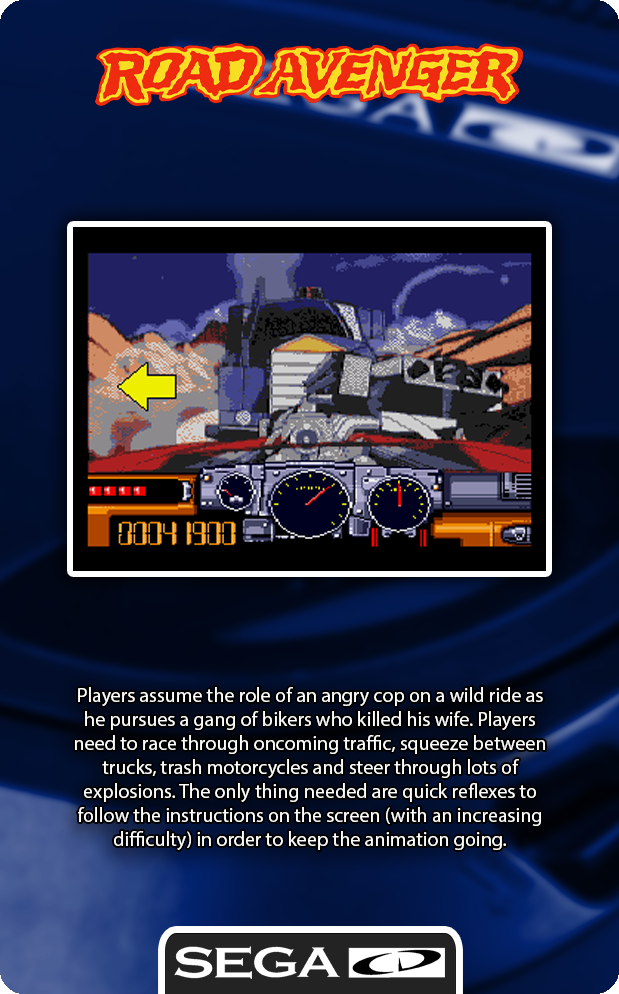 ROAD AVENGER
SEGA
00041900
Players assume the role of an angry cop on a wild ride as
he pursues a gang of bikers who killed his wife. Players
need to race through oncoming traffic, squeeze between
trucks, trash motorcycles and steer through lots of
explosions. The only thing needed are quick reflexes to
follow the instructions on the screen (with an increasing
difficulty) in order to keep the animation going.
SEGA CD